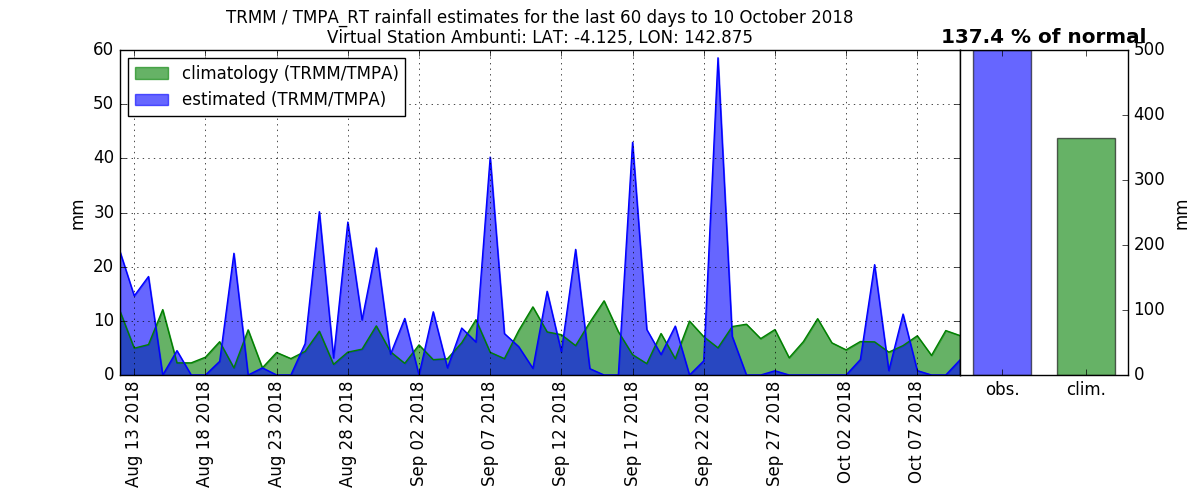 TRMM / TMPA_RT rainfall estimates for the last 60 days to 10 October 2018
Virtual Station Ambunti: LAT: -4.125, LON: 142.875
137.4 % of normal
climatology (TRMM/TMPA)
estimated (TRMM/TMPA)
60
50
40
30
20
10
0
mm
500
400
300
200
100
0
mm
Aug 13 2018
Aug 18 2018
Aug 23 2018
Aug 28 2018
Sep 02 2018
Sep 07 2018
Sep 12 2018
Sep 17 2018
Sep 22 2018
Sep 27 2018
Oct 02 2018
Oct 07 2018
obs.
clim.